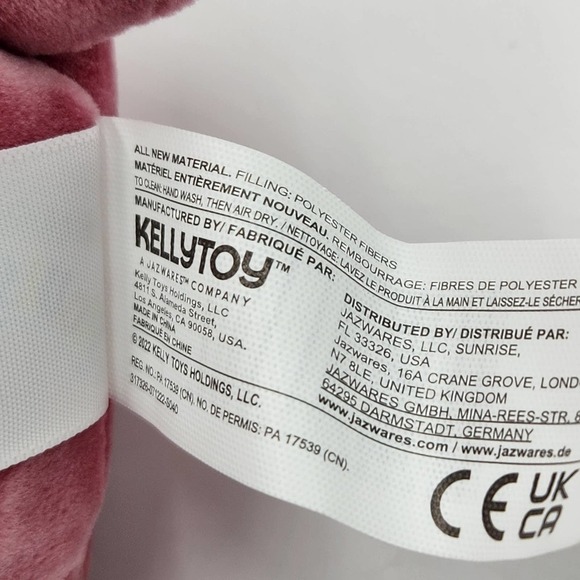 ALL NEW MATERIAL. FILLING: POLYESTER FIBERS
MATÉRIEL ENTIÈREMENT NOUVEAU. REMBOURRAGE: FIBRES DE POLYESTER
TO CLEAN: HAND WASH, THEN AIR DRY. / NETTOYAGE: LAVEZ LE PRODUIT À LA MAIN ET LAISSEZ-LE SÉCHER
MANUFACTURED BY/ FABRIQUÉ PAR:
KELLYTOY™
A JAZWARES™ COMPANY
Kelly Toys Holdings, LLC
4811 S. Alameda Street,
Los Angeles, CA 90058, USA.
MADE IN CHINA
FABRIQUÉ EN CHINE
© 2022 KELLY TOYS HOLDINGS, LLC.
REG. NO.: PA 17539 (CN). NO. DE PERMIS: PA 17539 (CN).
DISTRIBUTED BY/ DISTRIBUÉ PAR:
JAZWARES, LLC, SUNRISE,
FL 33326, USA
Jazwares, 16A CRANE GROVE, LOND
N7 8LE, UNITED KINGDOM
JAZWARES GMBH, MINA-REES-STR. 8
64295 DARMSTADT, GERMANY
www.jazwares.com / www.jazwares.de
CE UK
CA